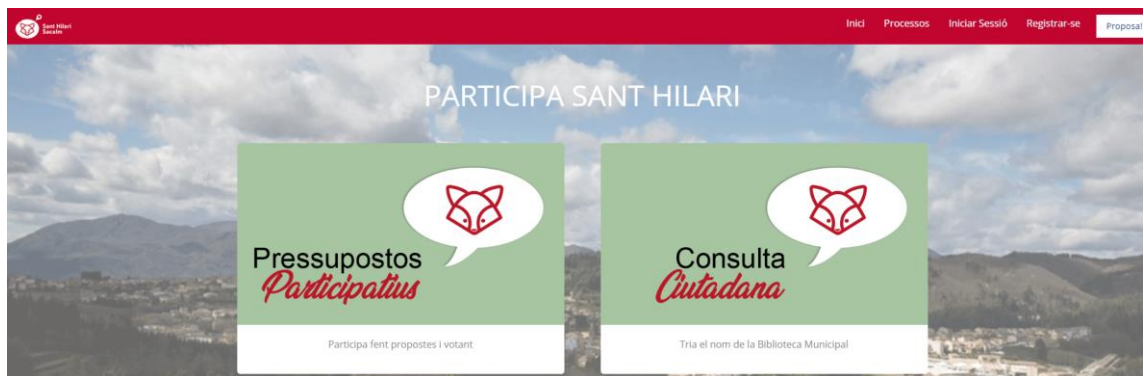 Sant Hilari
Sacalm
Inici Processos Iniciar Sessió Registrar-se Proposa!
PARTICIPA SANT HILARI
Pressupostos
Participatius
Participa fent propostes i votant
Consulta
Ciutadana
Tria el nom de la Biblioteca Municipal